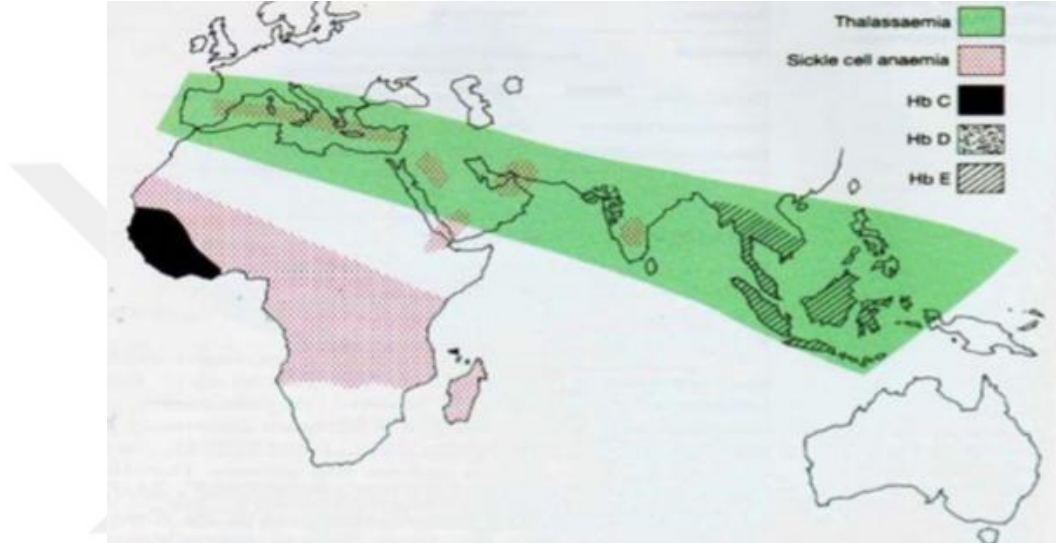 Thalassaemia
Sickle cell anaemia
Hb C
Hb D
Hb E